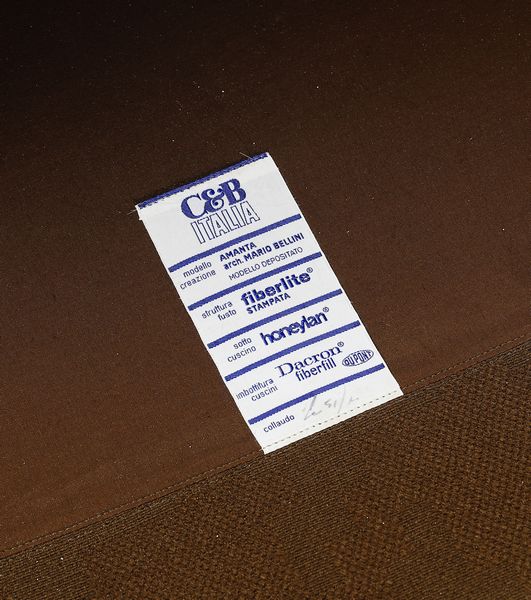 C&B
ITALIA
modello AMANTA
creazione arch. MARIO BELLINI
MODELLO DEPOSITATO
struttura fiberlite®
fusto STAMPATA
sotto honeylan®
cuscino
imbottitura Dacron®
cuscini fiberfill DUPONT
collaudo